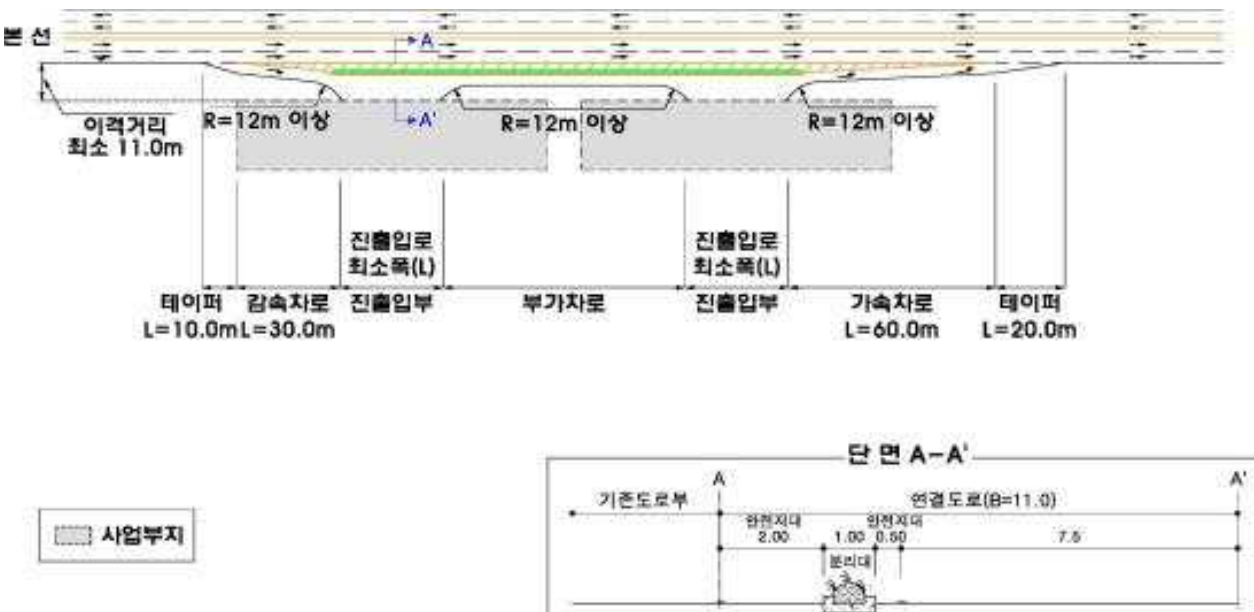 본 선
A
A'
이격거리
최소 11.0m
R=12m 이상
R=12m 이상
R=12m 이상
진출입로
최소폭(L)
진출입로
최소폭(L)
테이퍼
L=10.0m
감속차로
L=30.0m
진출입부
부가차로
진출입부
가속차로
L=60.0m
테이퍼
L=20.0m
사업부지
단 면 A-A'
A
A'
기존도로부
연결도로(B=11.0)
안전지대
2.00
1.00
안전지대
0.50
7.5
분리대